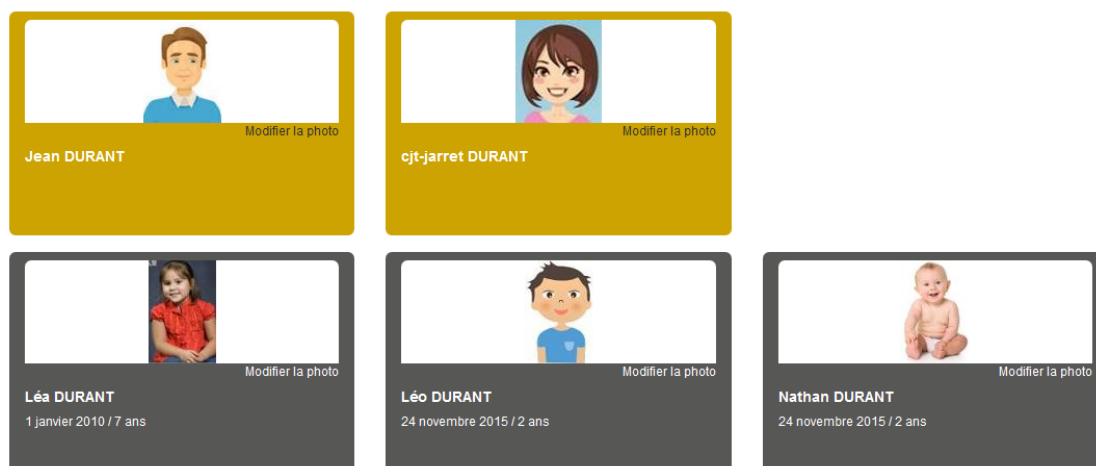 Modifier la photo
Jean DURANT
Modifier la photo
cjt-jarret DURANT
Modifier la photo
Léa DURANT
1 janvier 2010 / 7 ans
Modifier la photo
Léo DURANT
24 novembre 2015 / 2 ans
Modifier la photo
Nathan DURANT
24 novembre 2015 / 2 ans